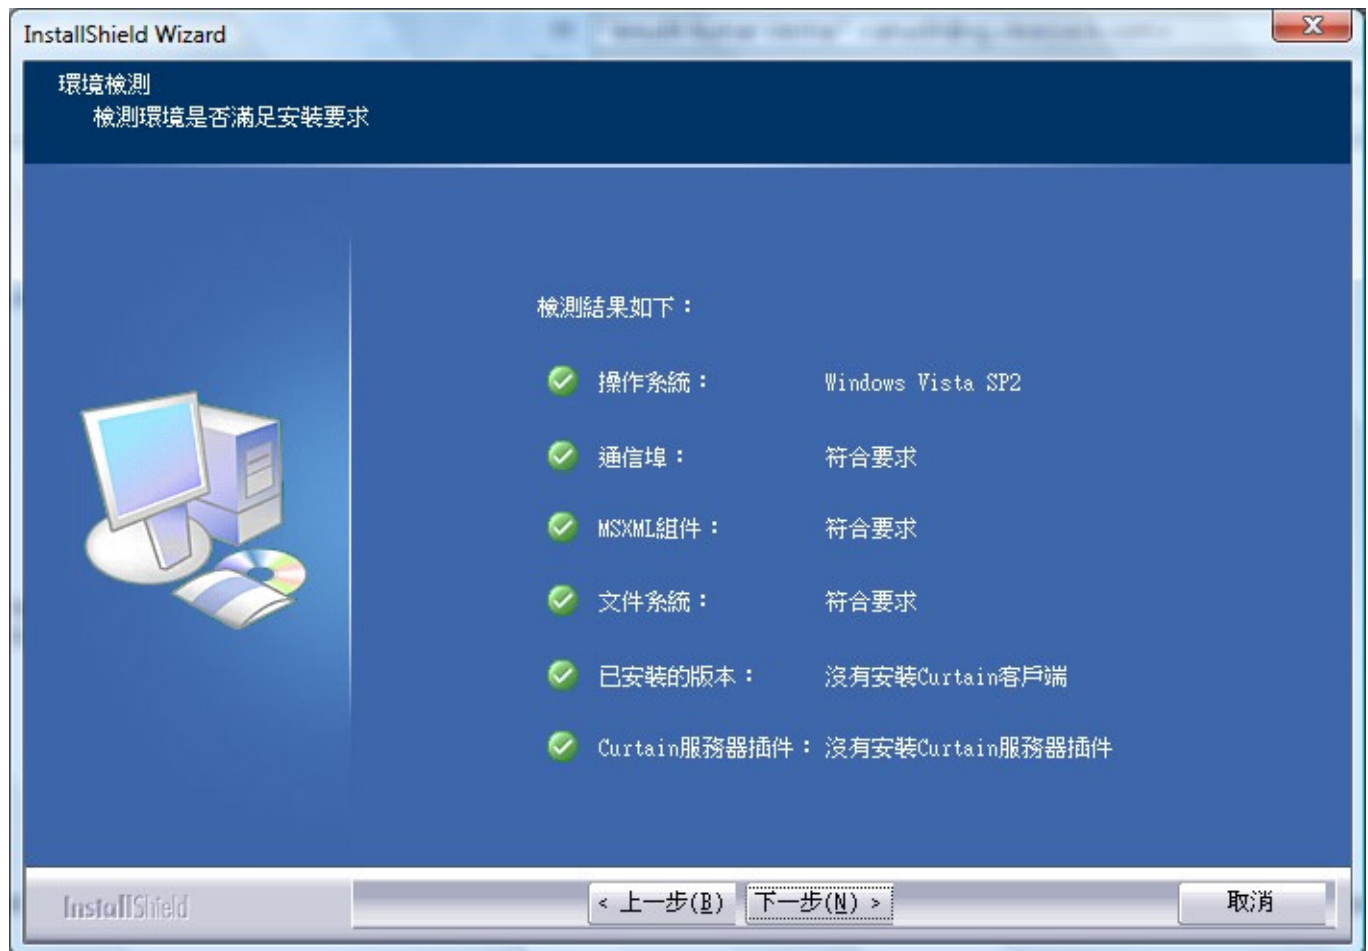 InstallShield Wizard
環境檢測
檢測環境是否滿足安裝要求
檢測結果如下：
操作系統： Windows Vista SP2
通信埠： 符合要求
MSXML組件： 符合要求
文件系統： 符合要求
已安裝的版本： 沒有安裝Curtain客戶端
Curtain服務器插件： 沒有安裝Curtain服務器插件
InstallShield
< 上一步(B) 下一步(N) > 取消